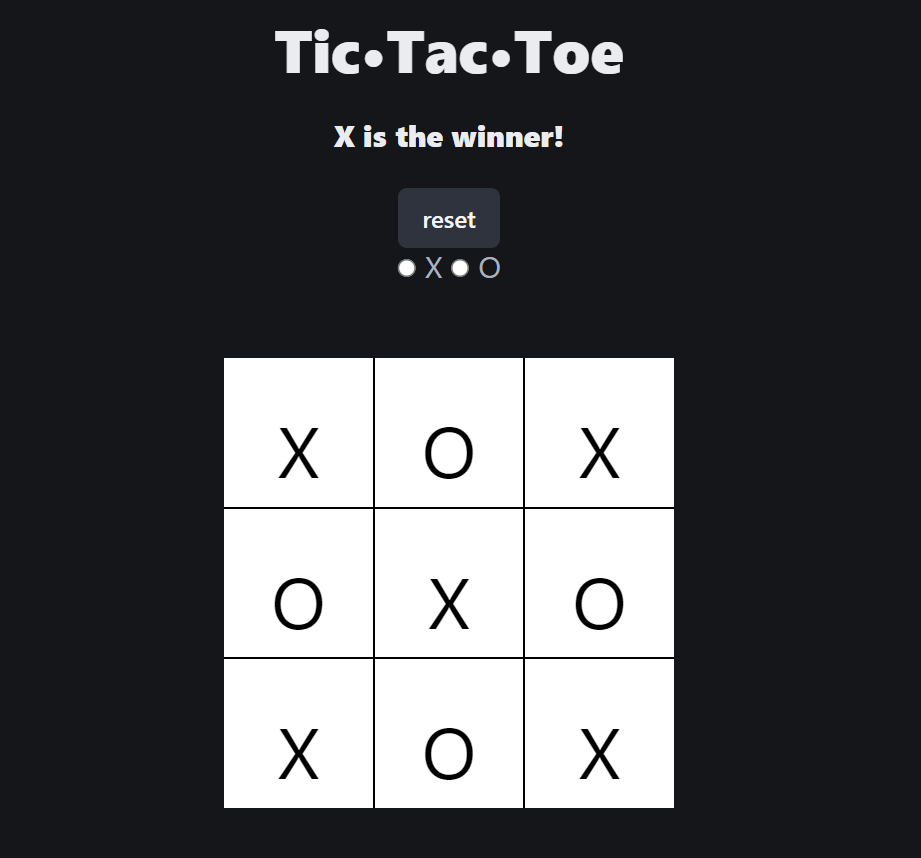 Tic•Tac•Toe
X is the winner!
reset
X O
X O X
O X O
X O X